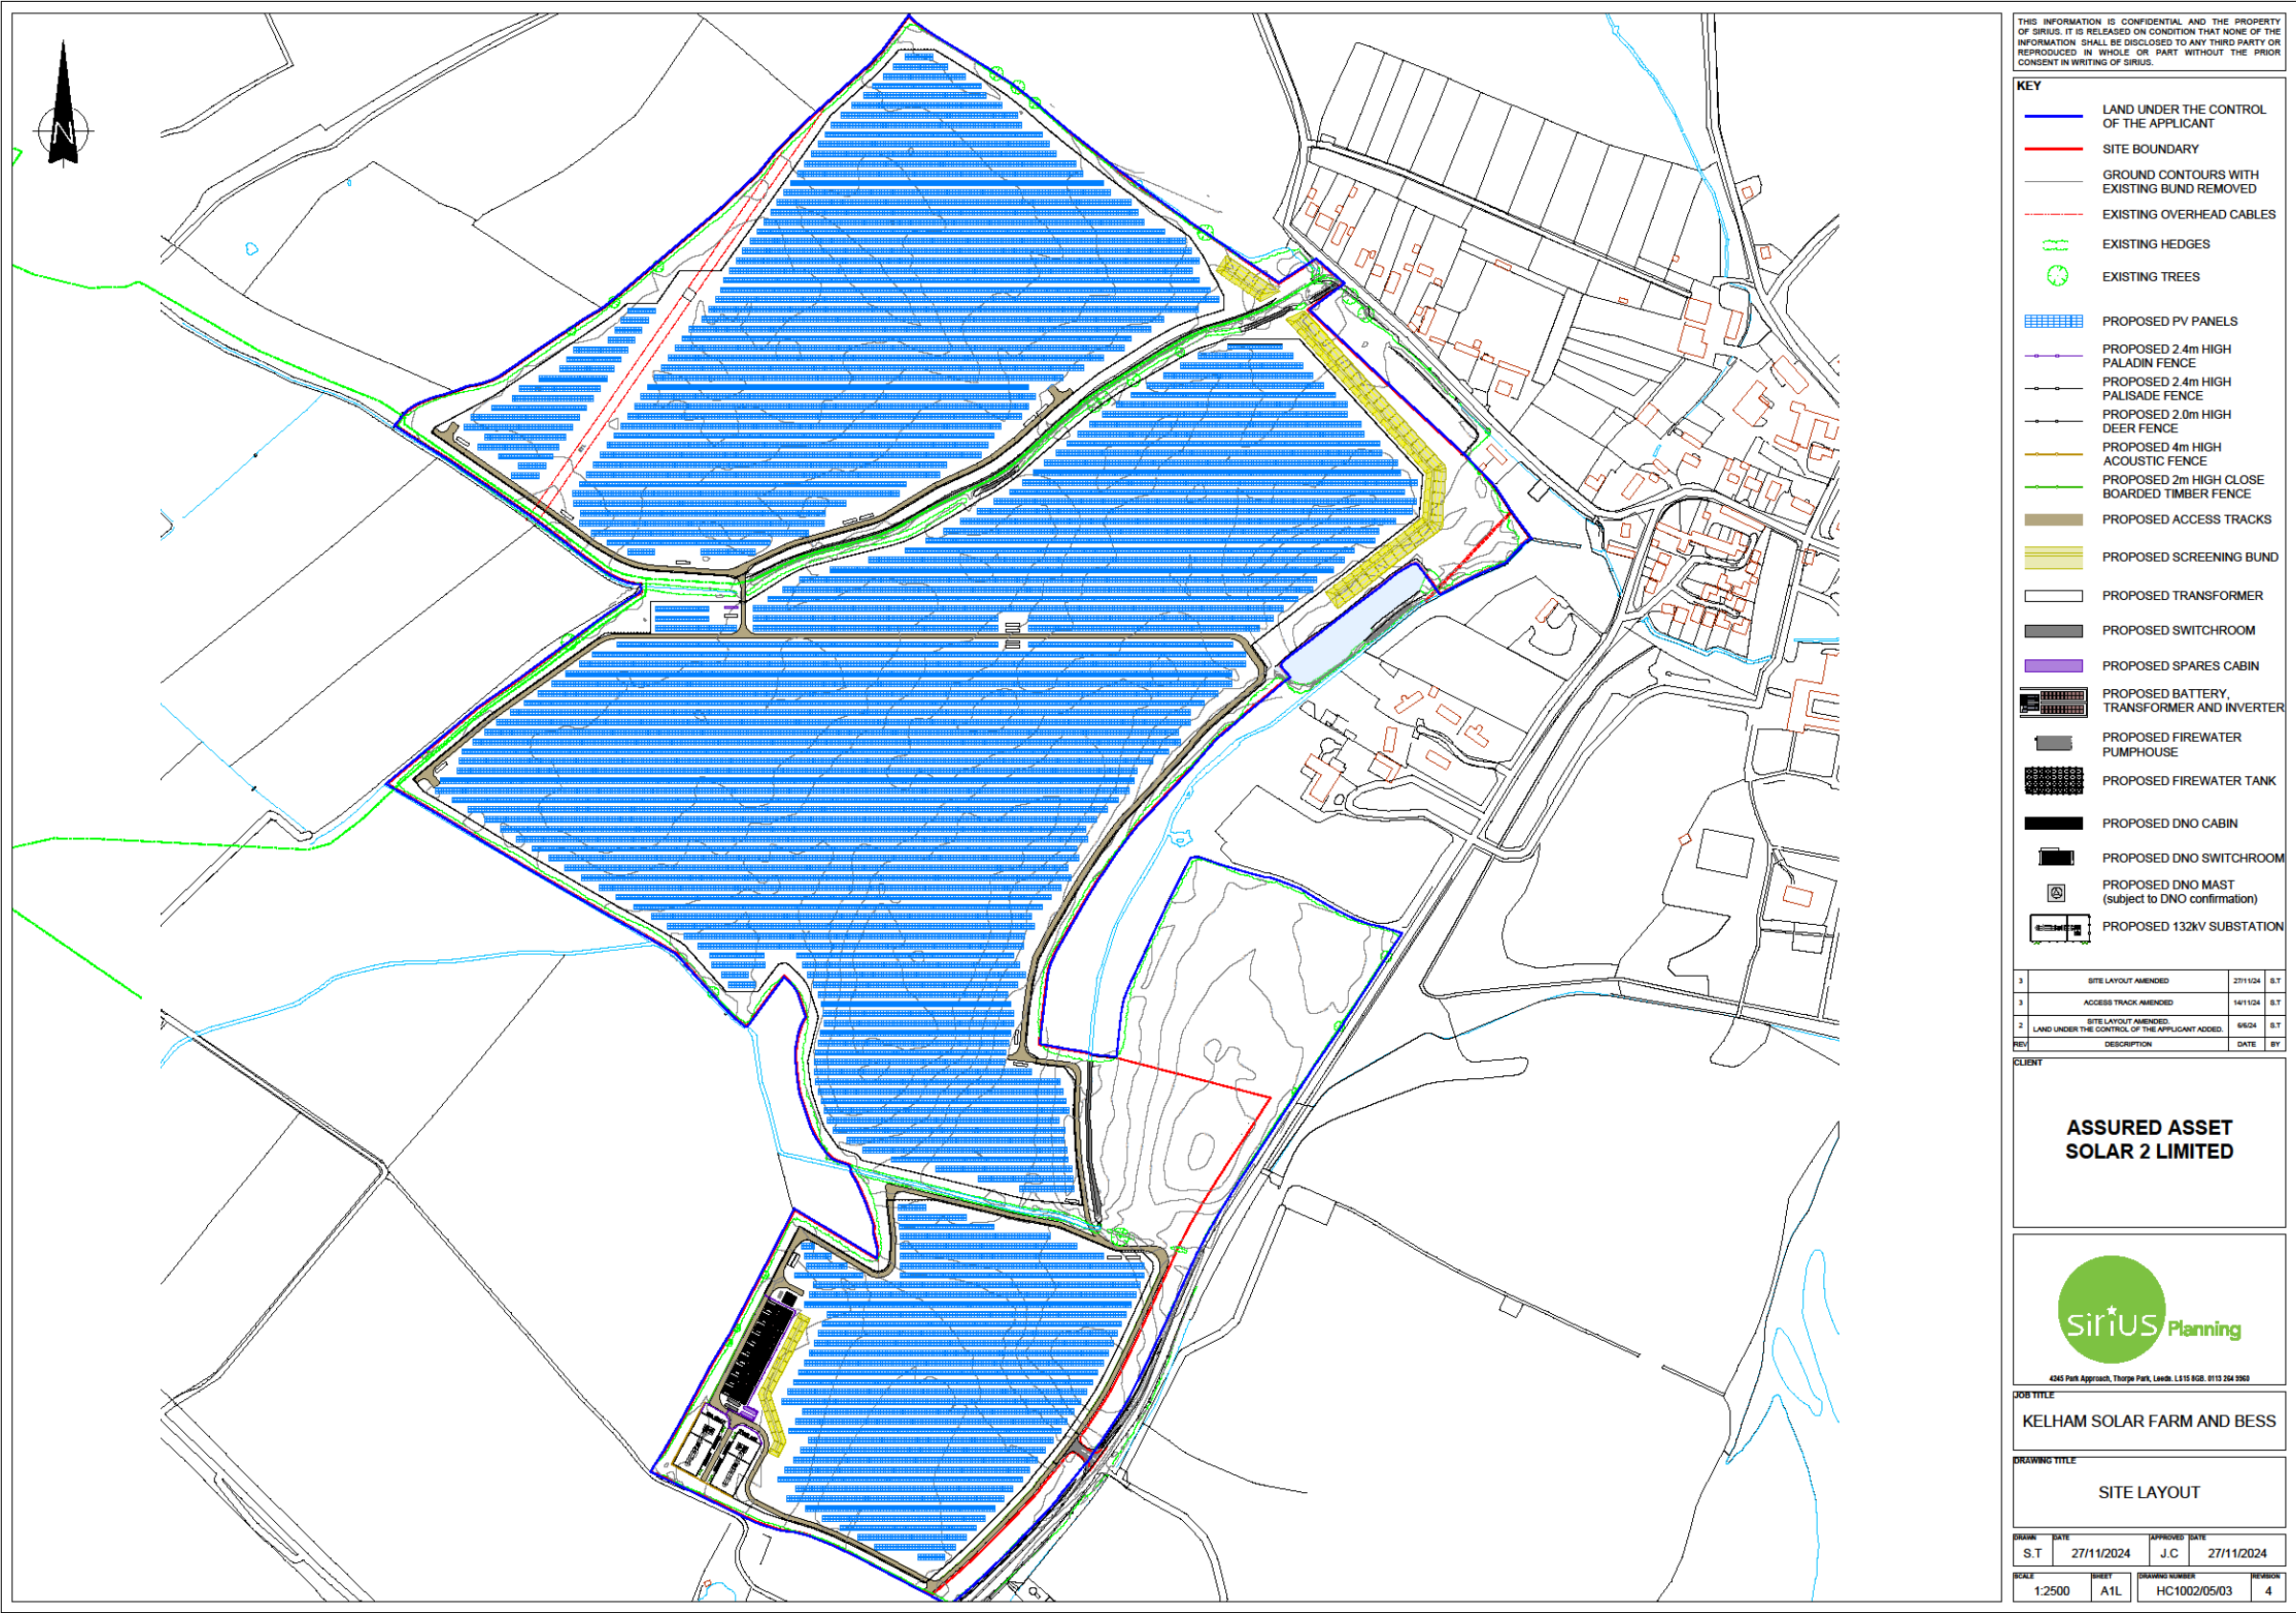 N
THIS INFORMATION IS CONFIDENTIAL AND THE PROPERTY
OF SIRIUS. IT IS RELEASED ON CONDITION THAT NONE OF THE
INFORMATION SHALL BE DISCLOSED TO ANY THIRD PARTY OR
REPRODUCED IN WHOLE OR PART WITHOUT THE PRIOR
CONSENT IN WRITING OF SIRIUS.
KEY
LAND UNDER THE CONTROL
OF THE APPLICANT
SITE BOUNDARY
GROUND CONTOURS WITH
EXISTING BUND REMOVED
EXISTING OVERHEAD CABLES
EXISTING HEDGES
EXISTING TREES
PROPOSED PV PANELS
PROPOSED 2.4m HIGH
PALADIN FENCE
PROPOSED 2.4m HIGH
PALISADE FENCE
PROPOSED 2.0m HIGH
DEER FENCE
PROPOSED 4m HIGH
ACOUSTIC FENCE
PROPOSED 2m HIGH CLOSE
BOARDED TIMBER FENCE
PROPOSED ACCESS TRACKS
PROPOSED SCREENING BUND
PROPOSED TRANSFORMER
PROPOSED SWITCHROOM
PROPOSED SPARES CABIN
PROPOSED BATTERY,
TRANSFORMER AND INVERTER
PROPOSED FIREWATER
PUMPHOUSE
PROPOSED FIREWATER TANK
PROPOSED DNO CABIN
PROPOSED DNO SWITCHROOM
PROPOSED DNO MAST
(subject to DNO confirmation)
PROPOSED 132kV SUBSTATION
3 SITE LAYOUT AMENDED 27/11/24 S.T
3 ACCESS TRACK AMENDED 14/11/24 S.T
2 SITE LAYOUT AMENDED. LAND UNDER THE CONTROL OF THE APPLICANT ADDED. 6/6/24 S.T
REV DESCRIPTION DATE BY
CLIENT
ASSURED ASSET
SOLAR 2 LIMITED
sirius Planning
4245 Park Approach, Thorpe Park, Leeds. LS15 8GB. 0113 264 9960
JOB TITLE
KELHAM SOLAR FARM AND BESS
DRAWING TITLE
SITE LAYOUT
DRAWN DATE APPROVED DATE
S.T 27/11/2024 J.C 27/11/2024
SCALE SHEET DRAWING NUMBER REVISION
1:2500 A1L HC1002/05/03 4